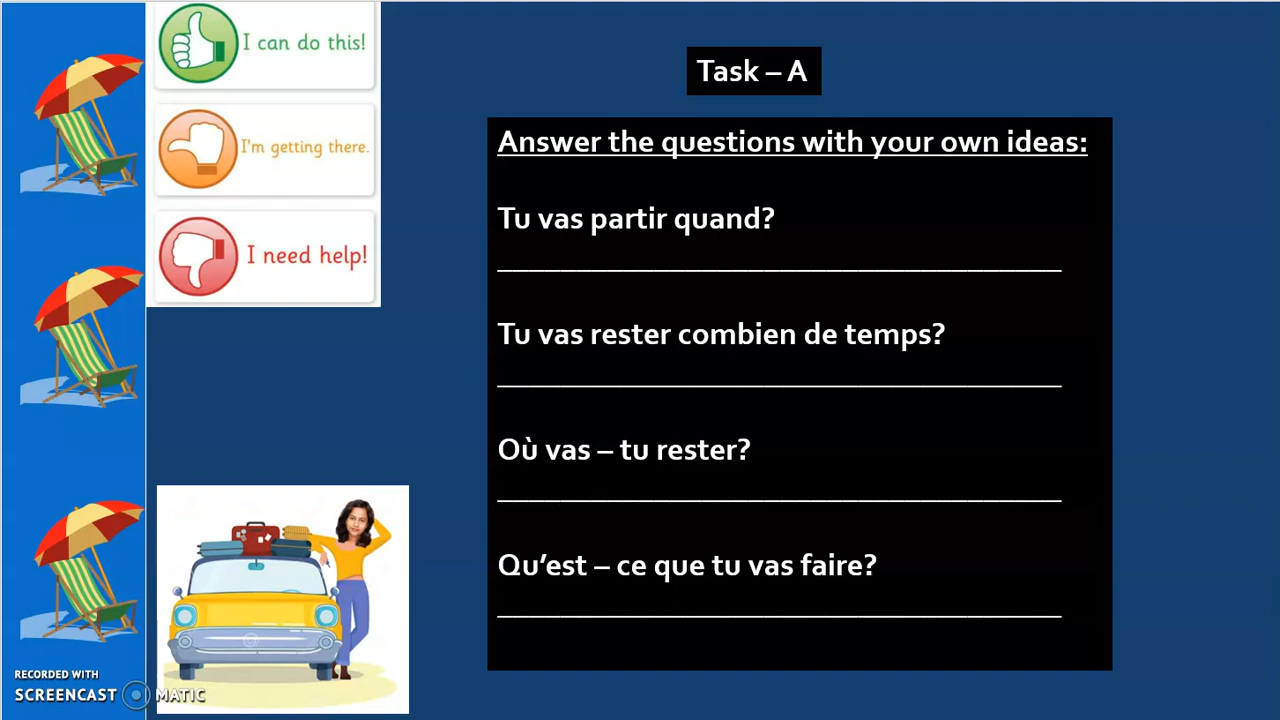 I can do this!
I'm getting there.
I need help!
Task – A
Answer the questions with your own ideas:
Tu vas partir quand?
Tu vas rester combien de temps?
Où vas – tu rester?
Qu’est – ce que tu vas faire?
RECORDED WITH
SCREENCAST MATIC